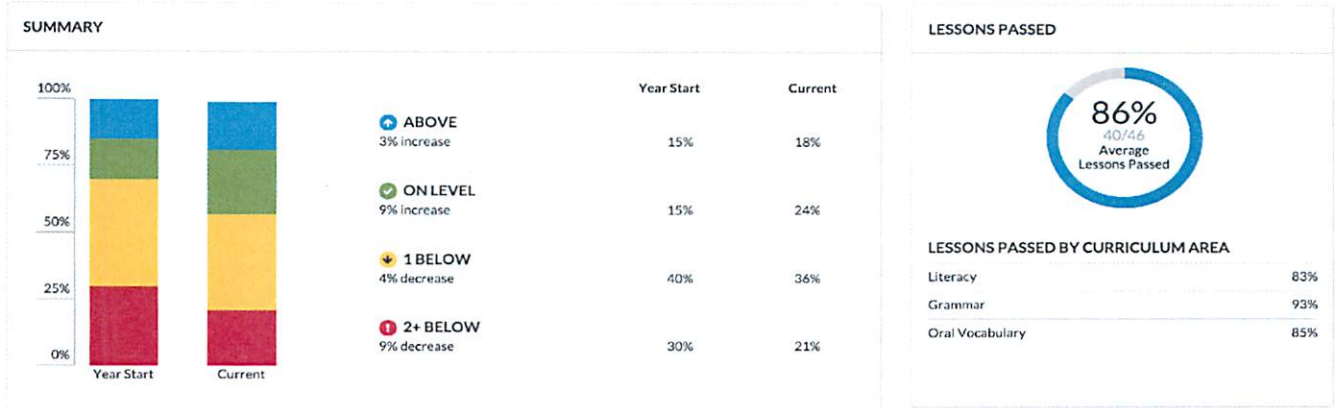 SUMMARY
100%
75%
50%
25%
0%
Year Start
Current
Year Start Current
ABOVE
3% increase
15% 18%
ON LEVEL
9% increase
15% 24%
1 BELOW
4% decrease
40% 36%
2+ BELOW
9% decrease
30% 21%
LESSONS PASSED
86%
40/46
Average
Lessons Passed
LESSONS PASSED BY CURRICULUM AREA
Literacy 83%
Grammar 93%
Oral Vocabulary 85%